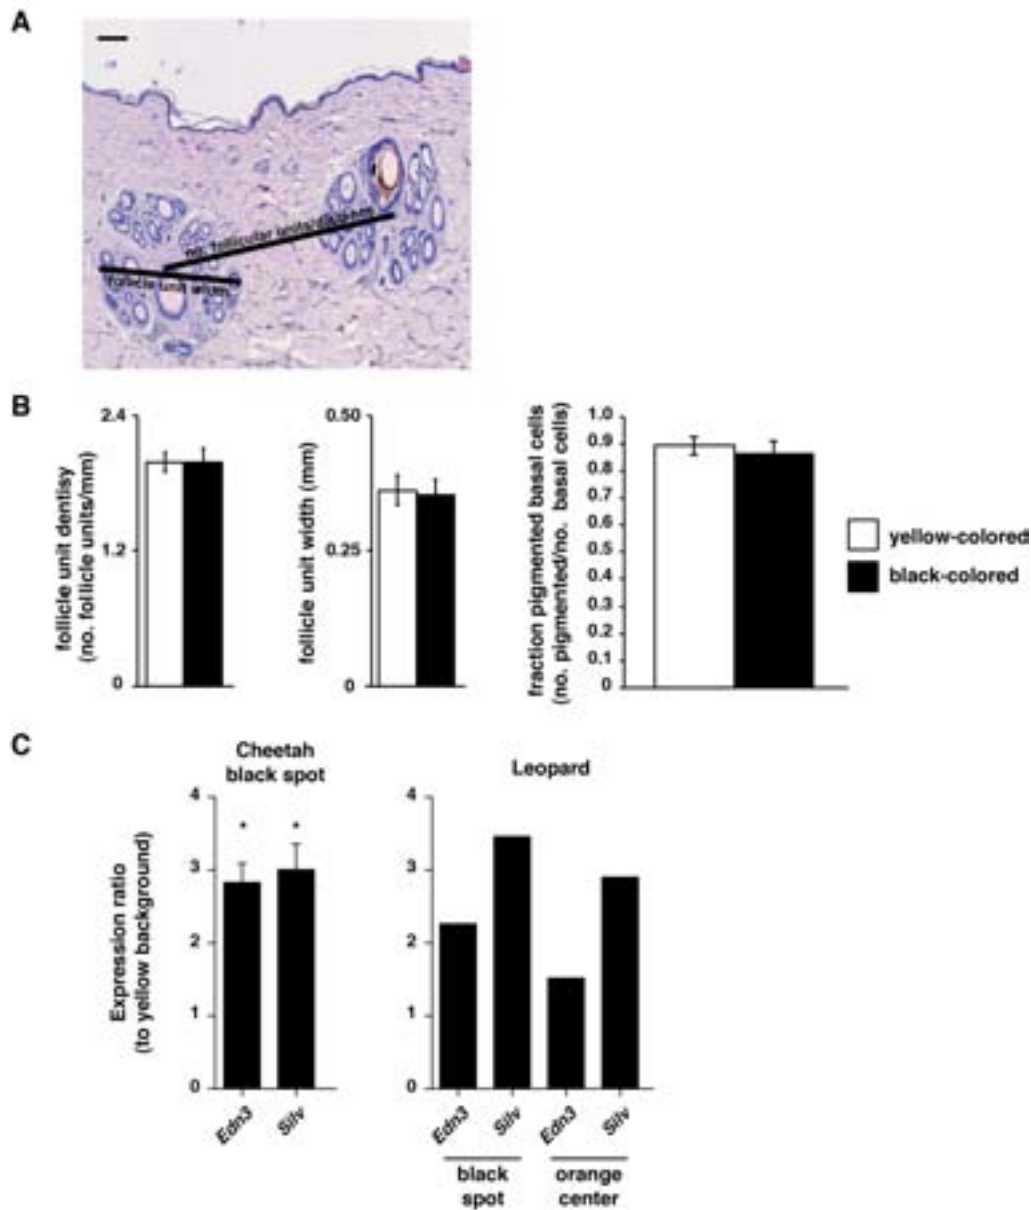 A
no. follicular units/distance
follicle unit width
B
2.4
1.2
0
follicle unit dentisy
(no. follicle units/mm)
0.50
0.25
0
follicle unit width (mm)
1.0
0.9
0.8
0.7
0.6
0.5
0.4
0.3
0.2
0.1
0
fraction pigmented basal cells
(no. pigmented/no. basal cells)
yellow-colored
black-colored
C
Cheetah
black spot
Leopard
Expression ratio
(to yellow background)
4
3
2
1
0
* *
Edn3 Silv
4
3
2
1
0
Edn3 Silv Edn3 Silv
black
spot
orange
center